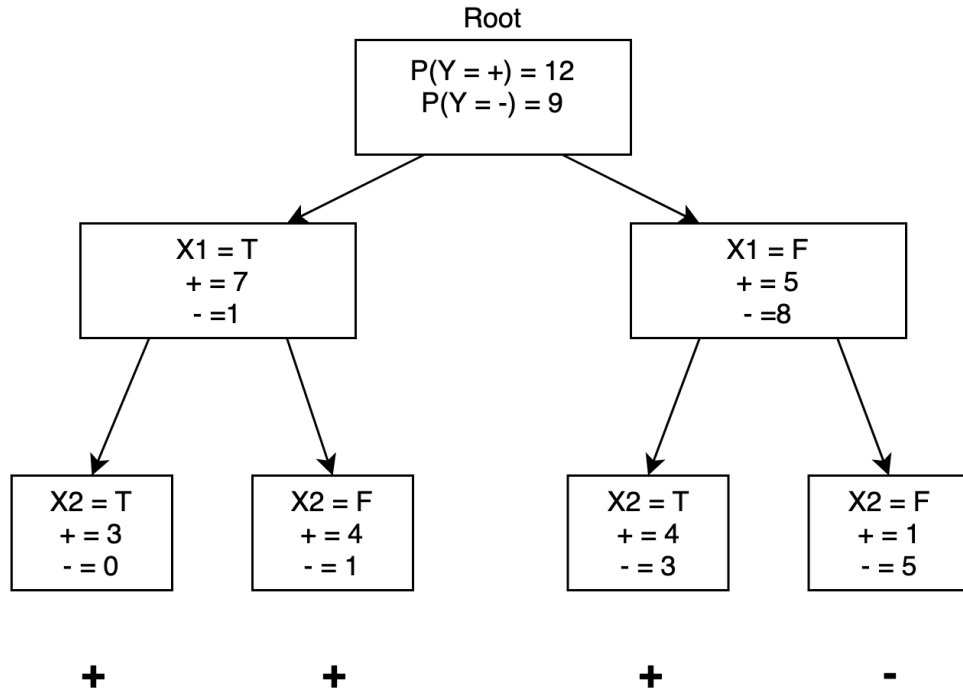 Root
P(Y = +) = 12
P(Y = -) = 9
X1 = T
+ = 7
- =1
X1 = F
+ = 5
- =8
X2 = T
+ = 3
- = 0
X2 = F
+ = 4
- = 1
X2 = T
+ = 4
- = 3
X2 = F
+ = 1
- = 5
+
+
+
-